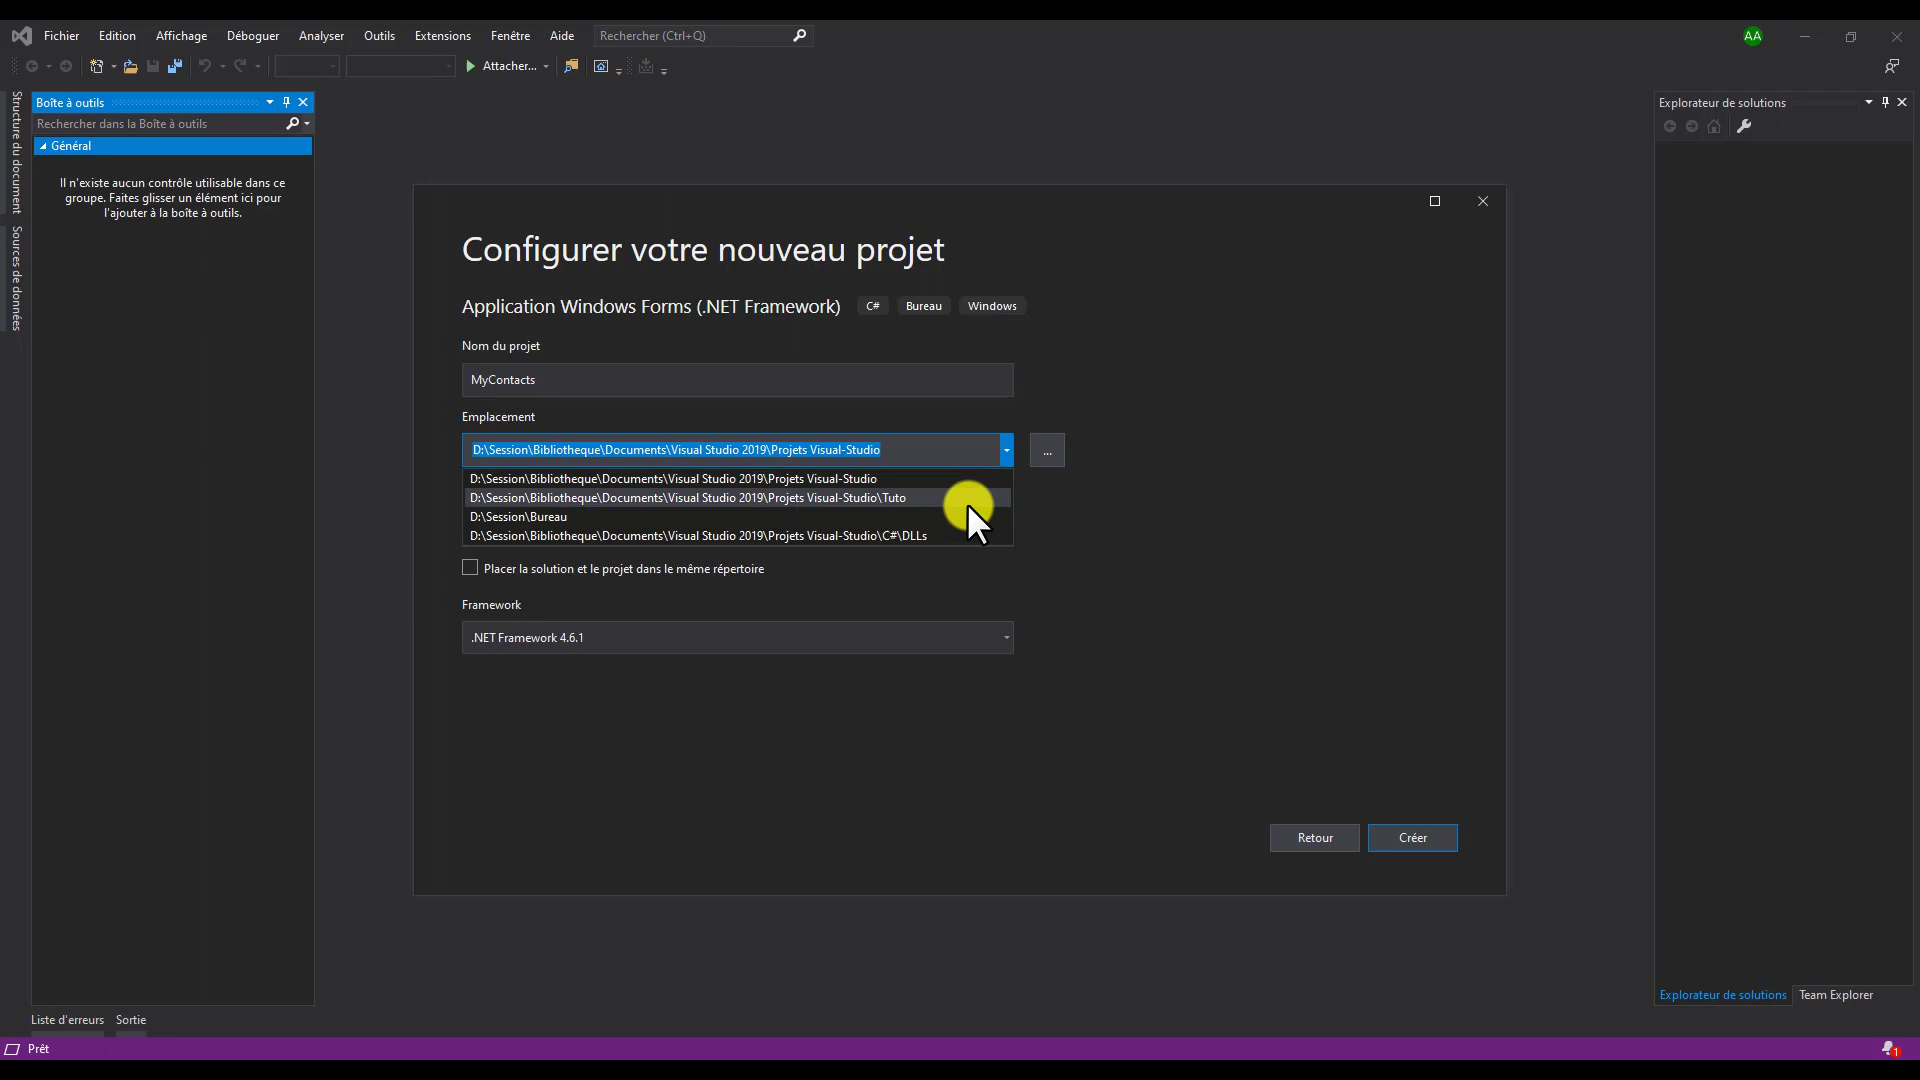 Fichier Edition Affichage Déboguer Analyser Outils Extensions Fenêtre Aide Rechercher (Ctrl+Q) AA
Attacher...
Structure du document
Sources de données
Boîte à outils
Rechercher dans la Boîte à outils
Général
Il n'existe aucun contrôle utilisable dans ce
groupe. Faites glisser un élément ici pour
l'ajouter à la boîte à outils.
Configurer votre nouveau projet
Application Windows Forms (.NET Framework) C# Bureau Windows
Nom du projet
MyContacts
Emplacement
D:\Session\Bibliotheque\Documents\Visual Studio 2019\Projets Visual-Studio
...
D:\Session\Bibliotheque\Documents\Visual Studio 2019\Projets Visual-Studio
D:\Session\Bibliotheque\Documents\Visual Studio 2019\Projets Visual-Studio\Tuto
D:\Session\Bureau
D:\Session\Bibliotheque\Documents\Visual Studio 2019\Projets Visual-Studio\C#\DLLs
Placer la solution et le projet dans le même répertoire
Framework
.NET Framework 4.6.1
Retour Créer
Explorateur de solutions
Explorateur de solutions Team Explorer
Liste d'erreurs Sortie
Prêt
1